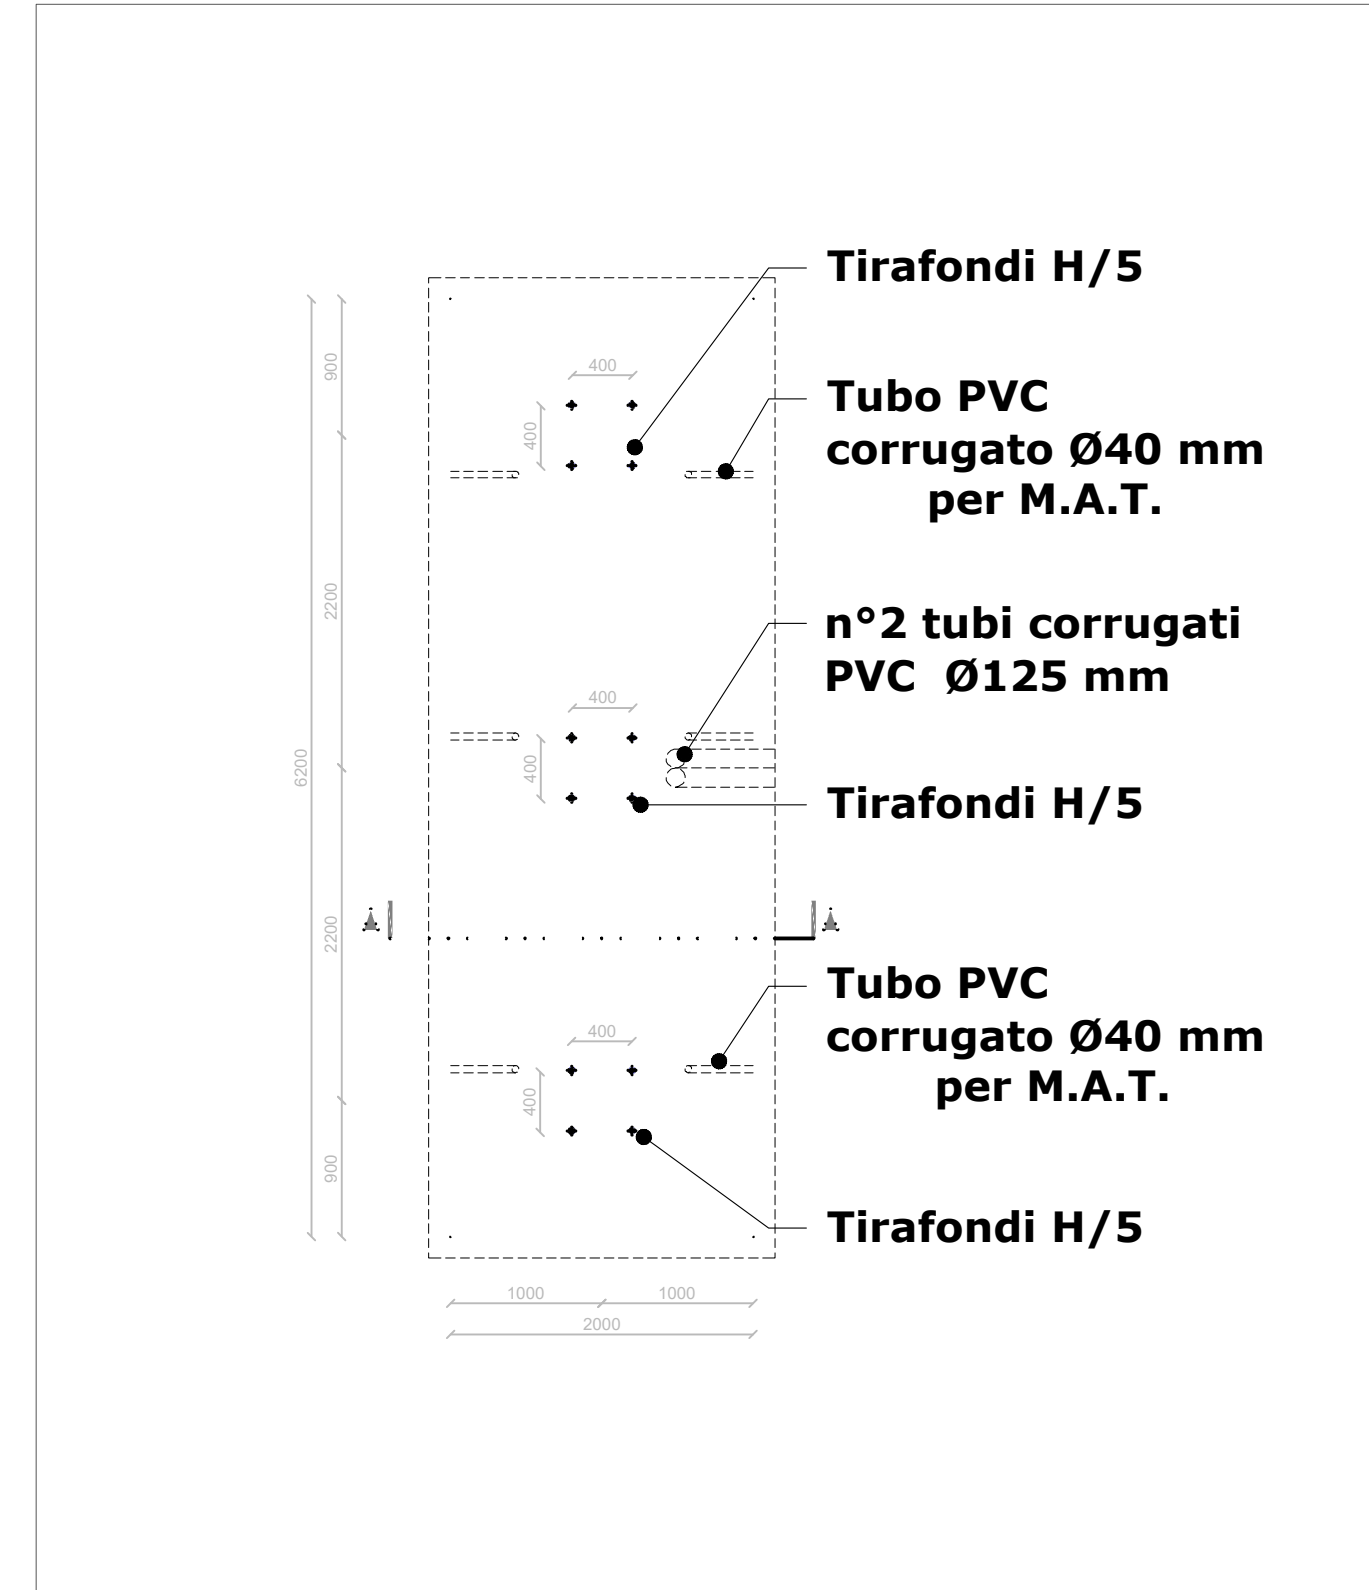 Tirafondi H/5
900
400
Tubo PVC
400
corrugato Ø40 mm
per M.A.T.
2200
n°2 tubi corrugati
PVC Ø125 mm
400
6200
400
Tirafondi H/5
A
A
2200
Tubo PVC
400
corrugato Ø40 mm
per M.A.T.
400
900
Tirafondi H/5
1000
1000
2000